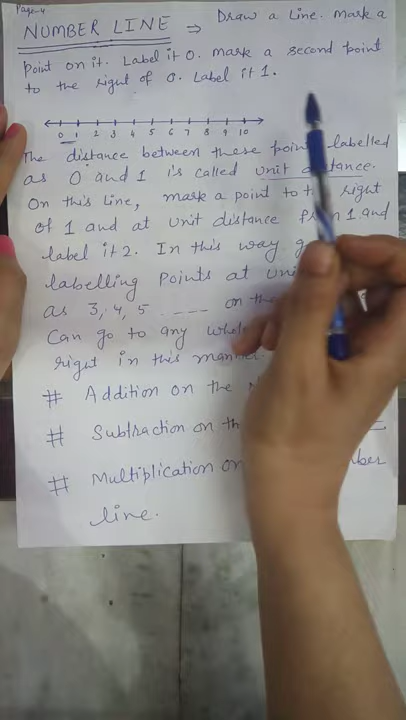 Page-4
NUMBER LINE ⇒ Draw a Line. Mark a
Point on it. Label it 0. Mark a second point
to the right of 0. Label it 1.
0 1 2 3 4 5 6 7 8 9 10
The distance between these points labelled
as 0 and 1 is called unit distance.
On this Line, mark a point to the right
of 1 and at unit distance from 1 and
label it 2. In this way
labelling Points at
as 3, 4, 5 ---- on the
Can go to any
right in this manner.
# Addition on the
# Subtraction on
# Multiplication on
line.